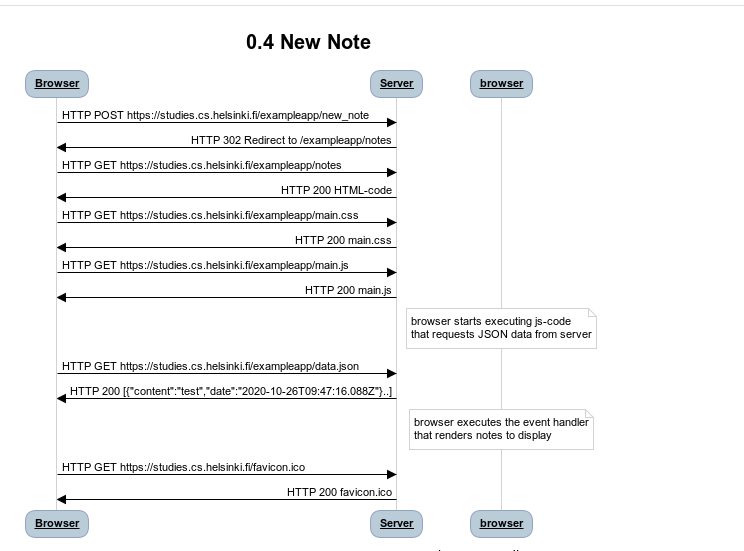 0.4 New Note
Browser
Server
browser
HTTP POST https://studies.cs.helsinki.fi/exampleapp/new_note
HTTP 302 Redirect to /exampleapp/notes
HTTP GET https://studies.cs.helsinki.fi/exampleapp/notes
HTTP 200 HTML-code
HTTP GET https://studies.cs.helsinki.fi/exampleapp/main.css
HTTP 200 main.css
HTTP GET https://studies.cs.helsinki.fi/exampleapp/main.js
HTTP 200 main.js
browser starts executing js-code
that requests JSON data from server
HTTP GET https://studies.cs.helsinki.fi/exampleapp/data.json
HTTP 200 [{"content":"test","date":"2020-10-26T09:47:16.088Z"}..]
browser executes the event handler
that renders notes to display
HTTP GET https://studies.cs.helsinki.fi/favicon.ico
HTTP 200 favicon.ico
Browser
Server
browser